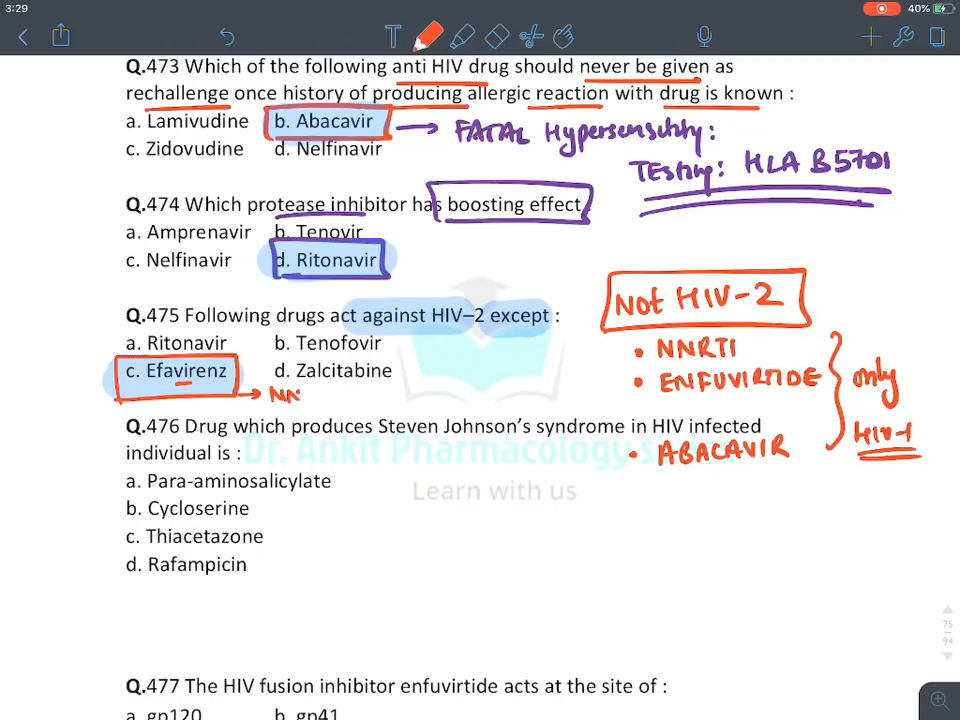 3:29
40%
T
Q.473 Which of the following anti HIV drug should never be given as
rechallenge once history of producing allergic reaction with drug is known :
a. Lamivudine b. Abacavir
FATAL Hypersensitivity:
c. Zidovudine d. Nelfinavir
Testing: HLA B5701
Q.474 Which protease inhibitor has boosting effect
a. Amprenavir b. Tenovir
c. Nelfinavir d. Ritonavir
Not HIV-2
Q.475 Following drugs act against HIV–2 except :
a. Ritonavir b. Tenofovir
• NNRTI
c. Efavirenz d. Zalcitabine
• ENFUVIRTIDE
only
NN
HIV-1
Q.476 Drug which produces Steven Johnson's syndrome in HIV infected
individual is :
• ABACAVIR
Dr. Ankit Pharmacology
Learn with us
a. Para-aminosalicylate
b. Cycloserine
c. Thiacetazone
d. Rafampicin
75
94
Q.477 The HIV fusion inhibitor enfuvirtide acts at the site of :
a. gp120 b. gp41